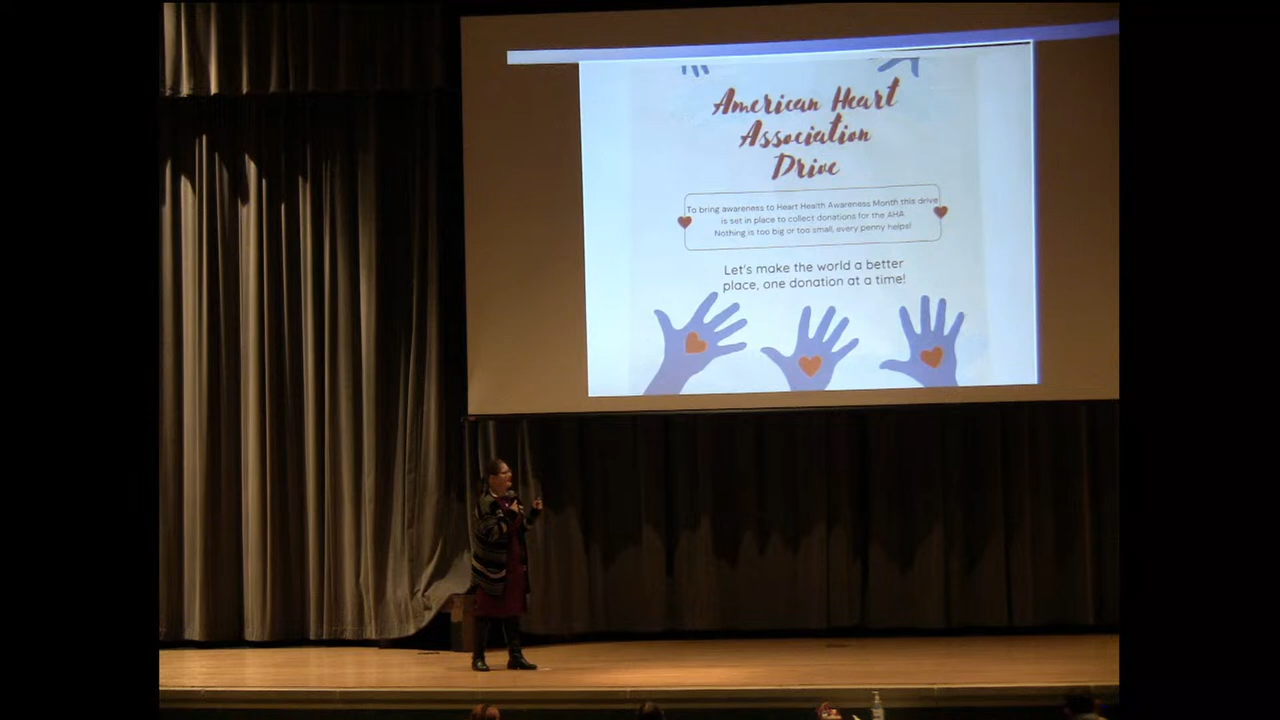 American Heart
Association
Drive
To bring awareness to Heart Health Awareness Month this drive
is set in place to collect donations for the AHA.
Nothing is too big or too small, every penny helps!
Let's make the world a better
place, one donation at a time!